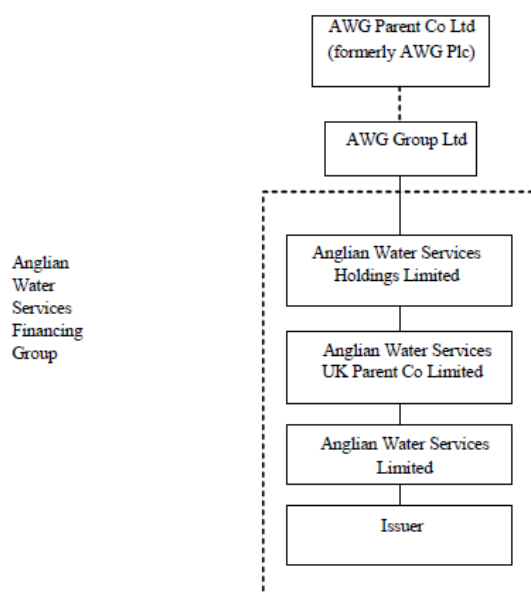 AWG Parent Co Ltd
(formerly AWG Plc)
AWG Group Ltd
Anglian Water Services
Holdings Limited
Anglian
Water
Services
Financing
Group
Anglian Water Services
UK Parent Co Limited
Anglian Water Services
Limited
Issuer